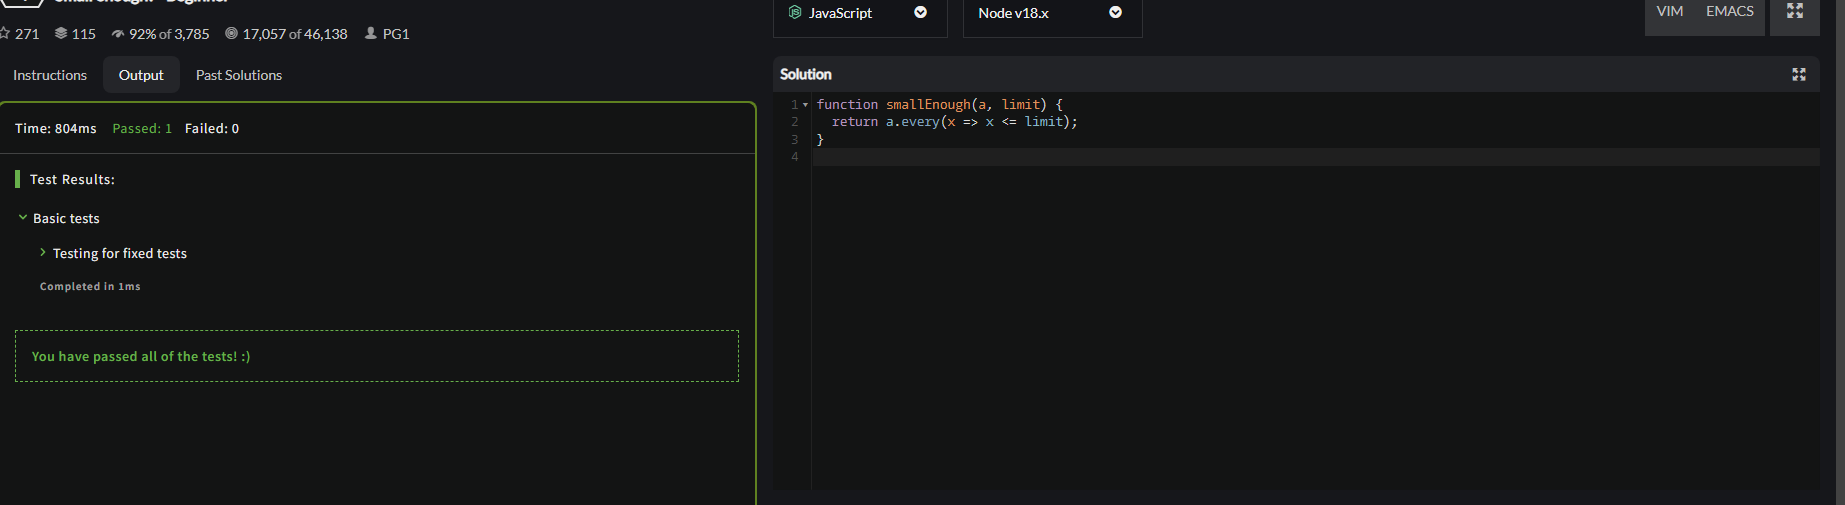 JavaScript
Node v18.x
VIM EMACS
271 115 92% of 3,785 17,057 of 46,138 PG1
Instructions Output Past Solutions
Time: 804ms Passed: 1 Failed: 0
Test Results:
Basic tests
Testing for fixed tests
Completed in 1ms
You have passed all of the tests! :)
Solution
1 function smallEnough(a, limit) {
2 return a.every(x => x <= limit);
3 }
4